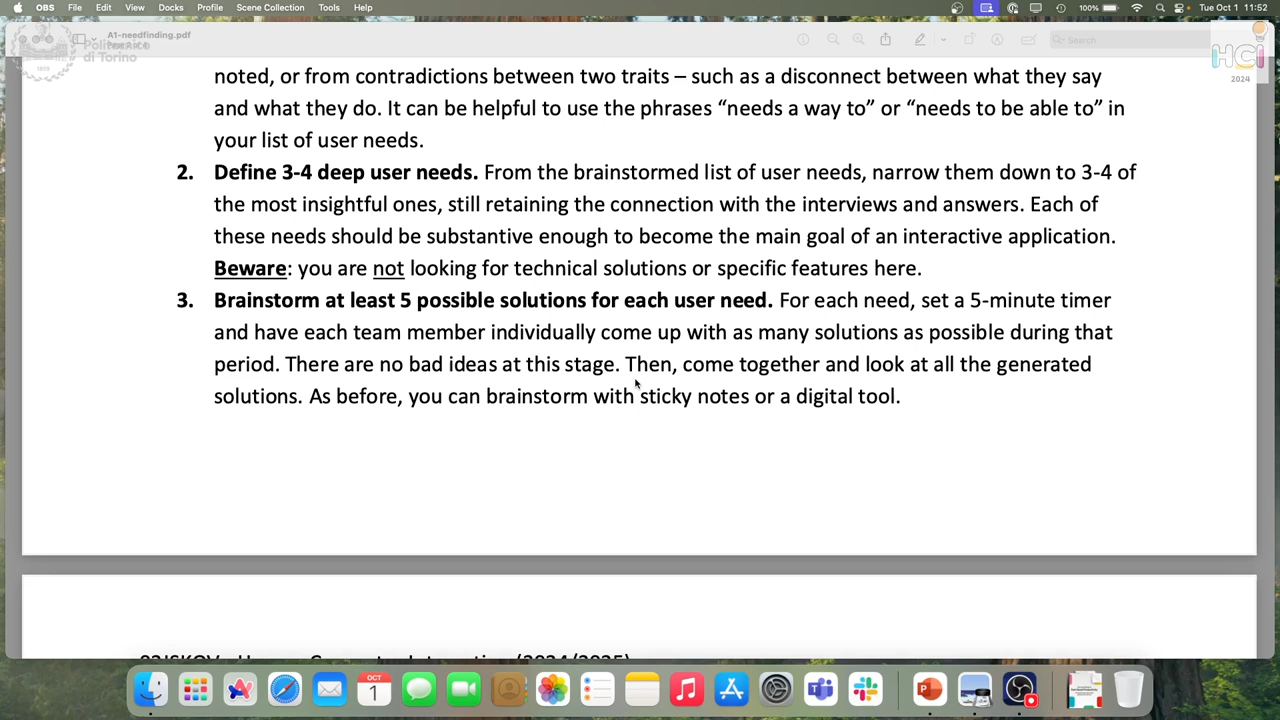 OBS File Edit View Docks Profile Scene Collection Tools Help 100% Tue Oct 1 11:52
A1-needfinding.pdf
Search
Politecnico
di Torino
1859
HCI
2024
noted, or from contradictions between two traits – such as a disconnect between what they say
and what they do. It can be helpful to use the phrases “needs a way to” or “needs to be able to” in
your list of user needs.
2. Define 3-4 deep user needs. From the brainstormed list of user needs, narrow them down to 3-4 of
the most insightful ones, still retaining the connection with the interviews and answers. Each of
these needs should be substantive enough to become the main goal of an interactive application.
Beware: you are not looking for technical solutions or specific features here.
3. Brainstorm at least 5 possible solutions for each user need. For each need, set a 5-minute timer
and have each team member individually come up with as many solutions as possible during that
period. There are no bad ideas at this stage. Then, come together and look at all the generated
solutions. As before, you can brainstorm with sticky notes or a digital tool.
(2024/2025)
OCT
1